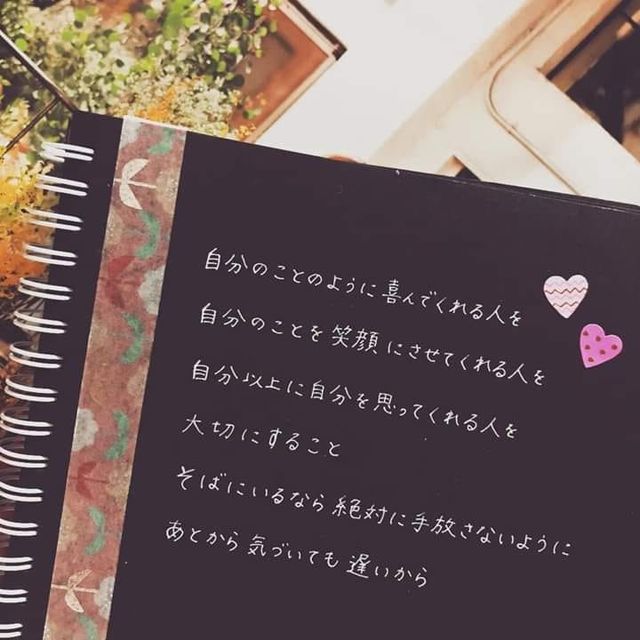 自分のことのように喜んでくれる人を
自分のことを笑顔にさせてくれる人を
自分以上に自分を思ってくれる人を
大切にすること
そばにいるなら絶対に手放さないように
あとから気づいても遅いから